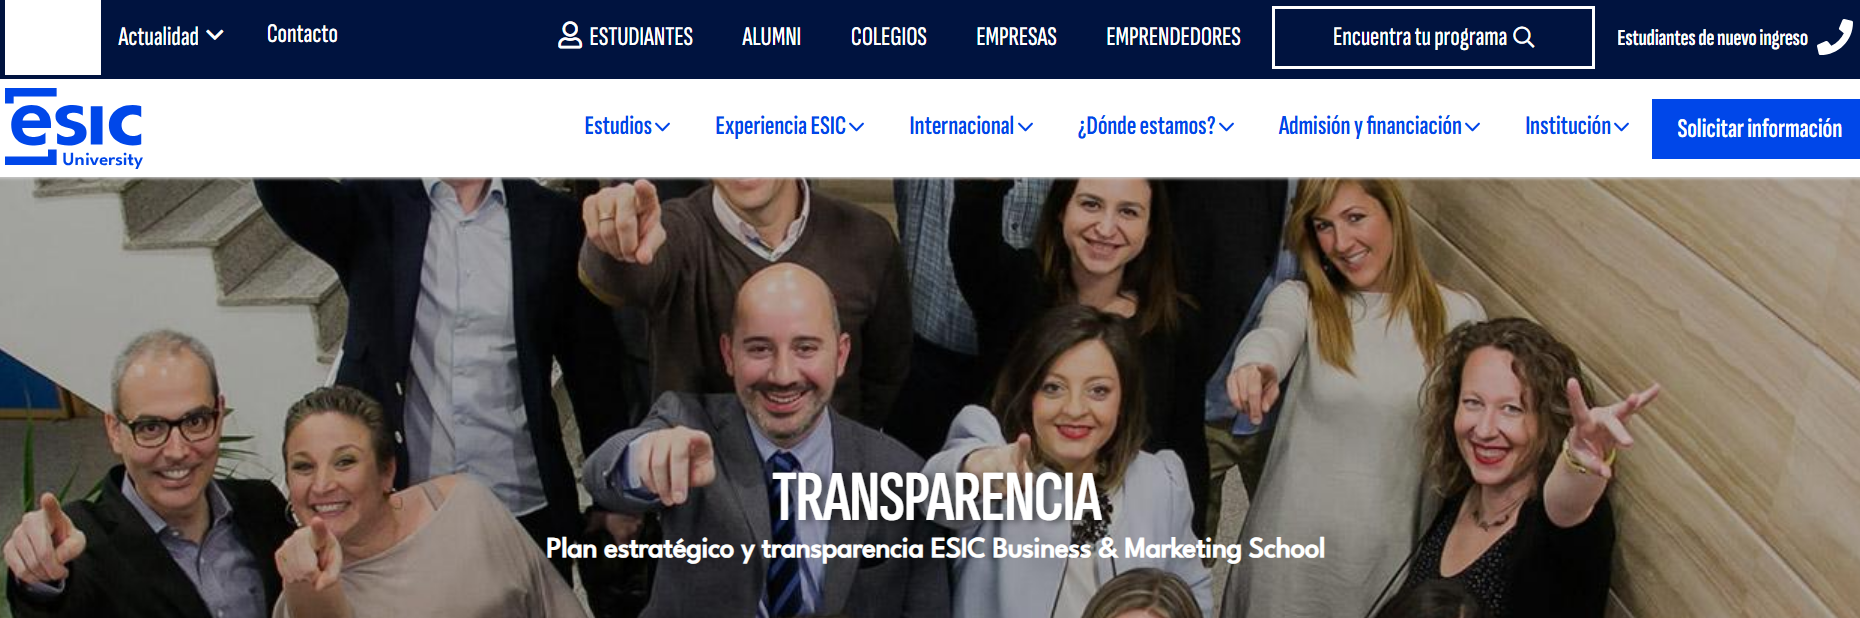 Actualidad
Contacto
ESTUDIANTES
ALUMNI
COLEGIOS
EMPRESAS
EMPRENDEDORES
Encuentra tu programa
Estudiantes de nuevo ingreso
esic
University
Estudios
Experiencia ESIC
Internacional
¿Dónde estamos?
Admisión y financiación
Institución
Solicitar información
TRANSPARENCIA
Plan estratégico y transparencia ESIC Business & Marketing School